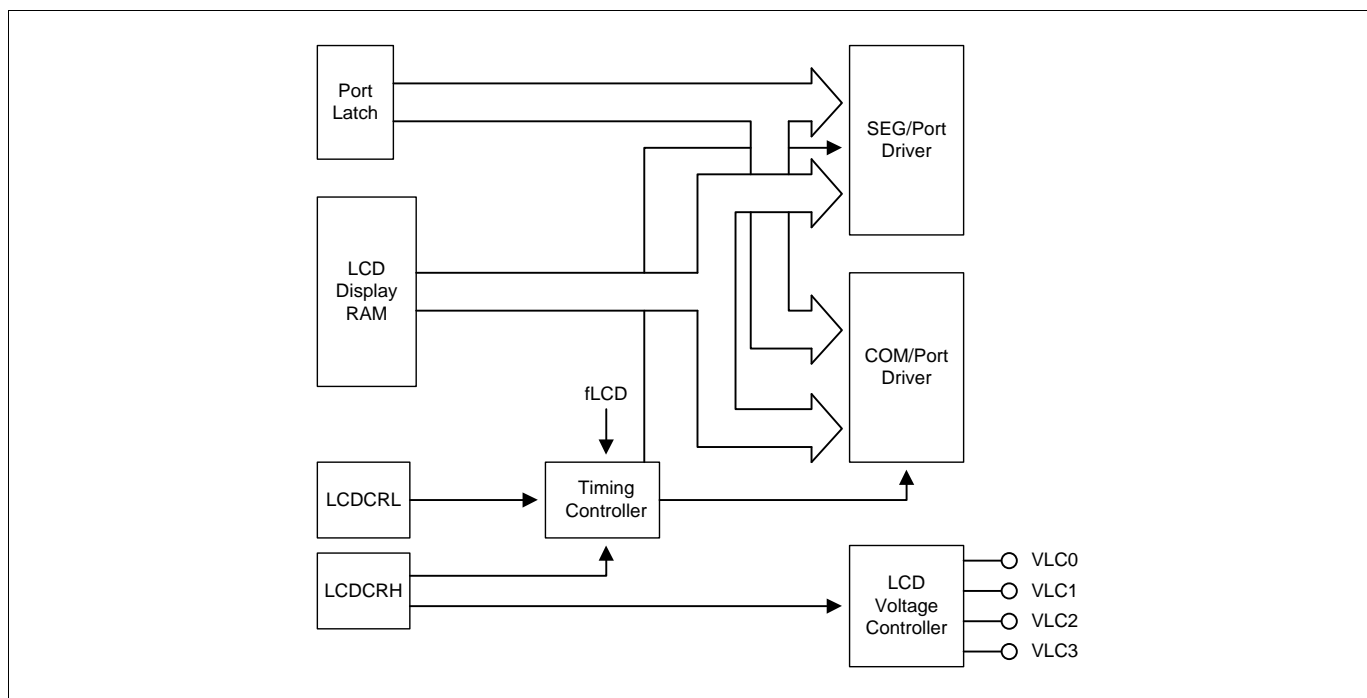 Port
Latch
SEG/Port
Driver
LCD
Display
RAM
COM/Port
Driver
fLCD
LCDCRL
Timing
Controller
LCDCRH
LCD
Voltage
Controller
VLC0
VLC1
VLC2
VLC3